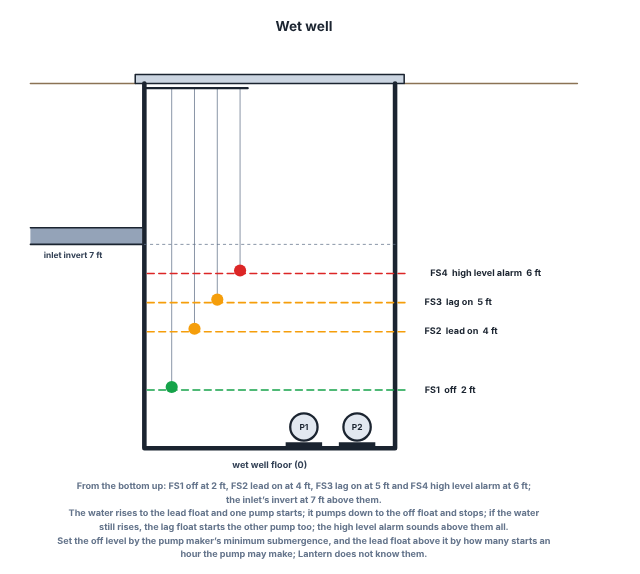 Wet well
inlet invert 7 ft
FS4 high level alarm 6 ft
FS3 lag on 5 ft
FS2 lead on 4 ft
FS1 off 2 ft
P1 P2
wet well floor (0)
From the bottom up: FS1 off at 2 ft, FS2 lead on at 4 ft, FS3 lag on at 5 ft and FS4 high level alarm at 6 ft;
the inlet's invert at 7 ft above them.
The water rises to the lead float and one pump starts; it pumps down to the off float and stops; if the water
still rises, the lag float starts the other pump too; the high level alarm sounds above them all.
Set the off level by the pump maker's minimum submergence, and the lead float above it by how many starts an
hour the pump may make; Lantern does not know them.